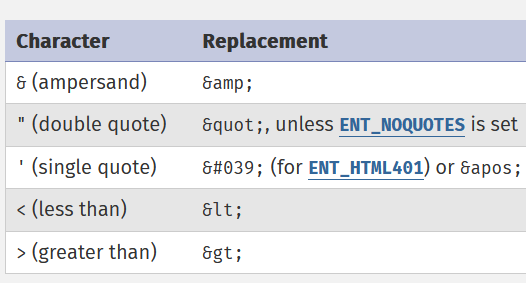 Character Replacement
& (ampersand) &amp;
" (double quote) &quot;, unless ENT_NOQUOTES is set
' (single quote) &#039; (for ENT_HTML401) or &apos;
< (less than) &lt;
> (greater than) &gt;